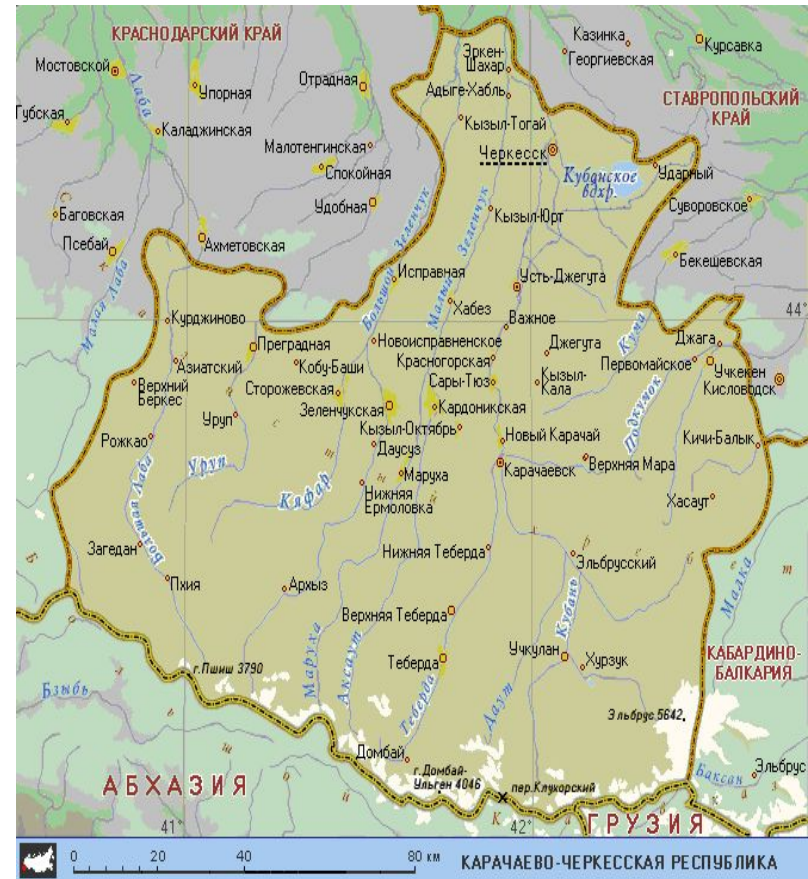 КРАСНОДАРСКИЙ КРАЙ
Казинка
Курсавка
Мостовской
Эркен-
Шахар
Георгиевская
Лаба
Упорная
Отрадная
Адыге-Хабль
СТАВРОПОЛЬСКИЙ
КРАЙ
Губская
Каладжинская
Кызыл-Тогай
Малотенгинская
Черкесск
Спокойная
Кубанское
вдхр.
Ударный
Удобная
Суворовское
Баговская
Большой Зеленчук
Малый Зеленчук
Кызыл-Юрт
Псебай
Ахметовская
Бекешевская
Исправная
Усть-Джегута
Малая Лаба
Хабез
44°
Курджиново
Важное
Кума
Преградная
Новоисправненское
Джегута
Джага
Азиатский
Кобу-Баши
Красногорская
Первомайское
Учкекен
Верхний
Беркес
Сторожевская
Сары-Тюз
Кызыл-
Кала
Кисловодск
Зеленчукская
Кардоникская
Подкумок
Уруп
Кызыл-Октябрь
Новый Карачай
Кичи-Балык
Рожкао
Даусуз
Уруп
Маруха
Карачаевск
Верхняя Мара
Большая Лаба
Кяфар
Нижняя
Ермоловка
Хасаут
Загедан
Нижняя Теберда
Эльбрусский
Малка
Пхия
Архыз
Верхняя Теберда
Кубань
Маруха
Аксаут
Учкулан
КАБАРДИНО-
БАЛКАРИЯ
г.Пшиш 3790
Теберда
Хурзук
Бзыбь
Теберда
Даут
Эльбрус 5642
Домбай
г.Домбай-
Ульген 4046
Эльбрус
Баксан
АБХАЗИЯ
пер.Клухорский
41°
42°
ГРУЗИЯ
0 20 40 80 км
КАРАЧАЕВО-ЧЕРКЕССКАЯ РЕСПУБЛИКА